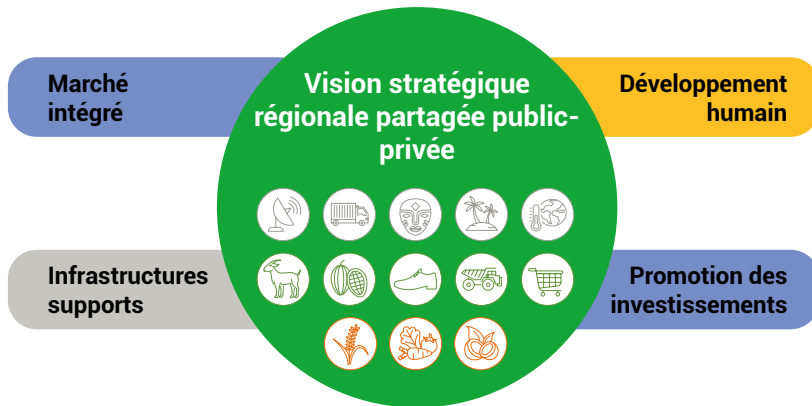 Marché
intégré
Vision stratégique
régionale partagée public-
privée
Développement
humain
Infrastructures
supports
Promotion des
investissements